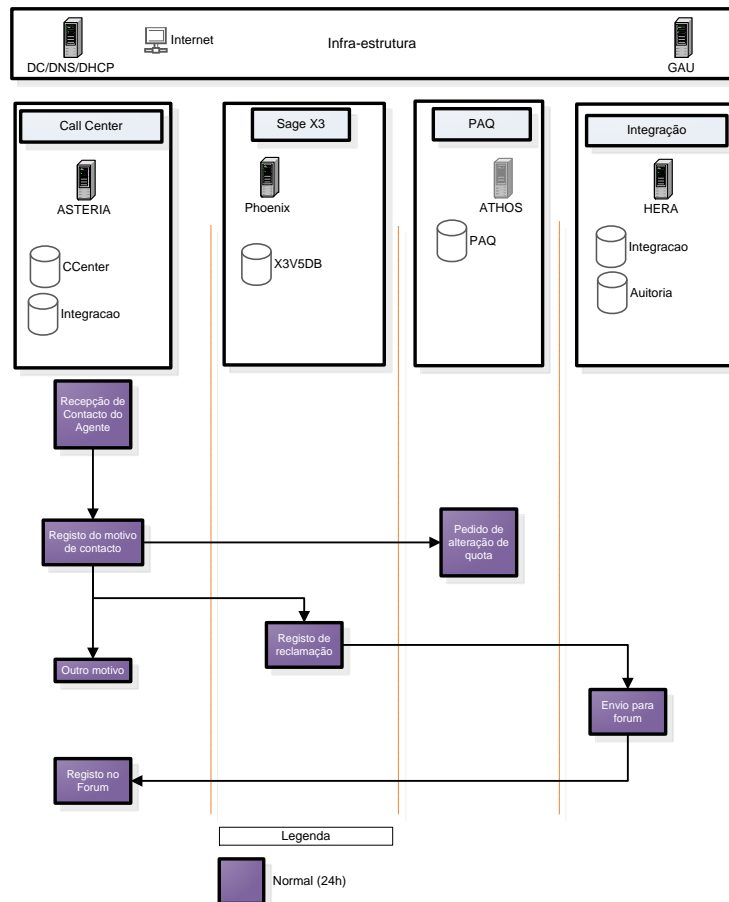 Internet
Infra-estrutura
DC/DNS/DHCP
GAU
Call Center
Sage X3
PAQ
Integração
ASTERIA
Phoenix
ATHOS
HERA
CCenter
X3V5DB
PAQ
Integracao
Integracao
Auitoria
Recepção de
Contacto do
Agente
Registo do motivo
de contacto
Pedido de
alteração de
quota
Registo de
reclamação
Outro motivo
Envio para
forum
Registo no
Forum
Legenda
Normal (24h)